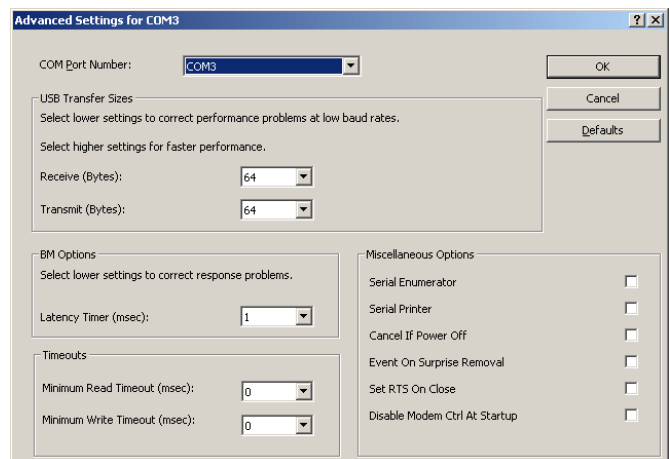 Advanced Settings for COM3
? X
COM Port Number:
COM3
OK
Cancel
Defaults
USB Transfer Sizes
Select lower settings to correct performance problems at low baud rates.
Select higher settings for faster performance.
Receive (Bytes):
64
Transmit (Bytes):
64
BM Options
Select lower settings to correct response problems.
Latency Timer (msec):
1
Timeouts
Minimum Read Timeout (msec):
0
Minimum Write Timeout (msec):
0
Miscellaneous Options
Serial Enumerator
Serial Printer
Cancel If Power Off
Event On Surprise Removal
Set RTS On Close
Disable Modem Ctrl At Startup